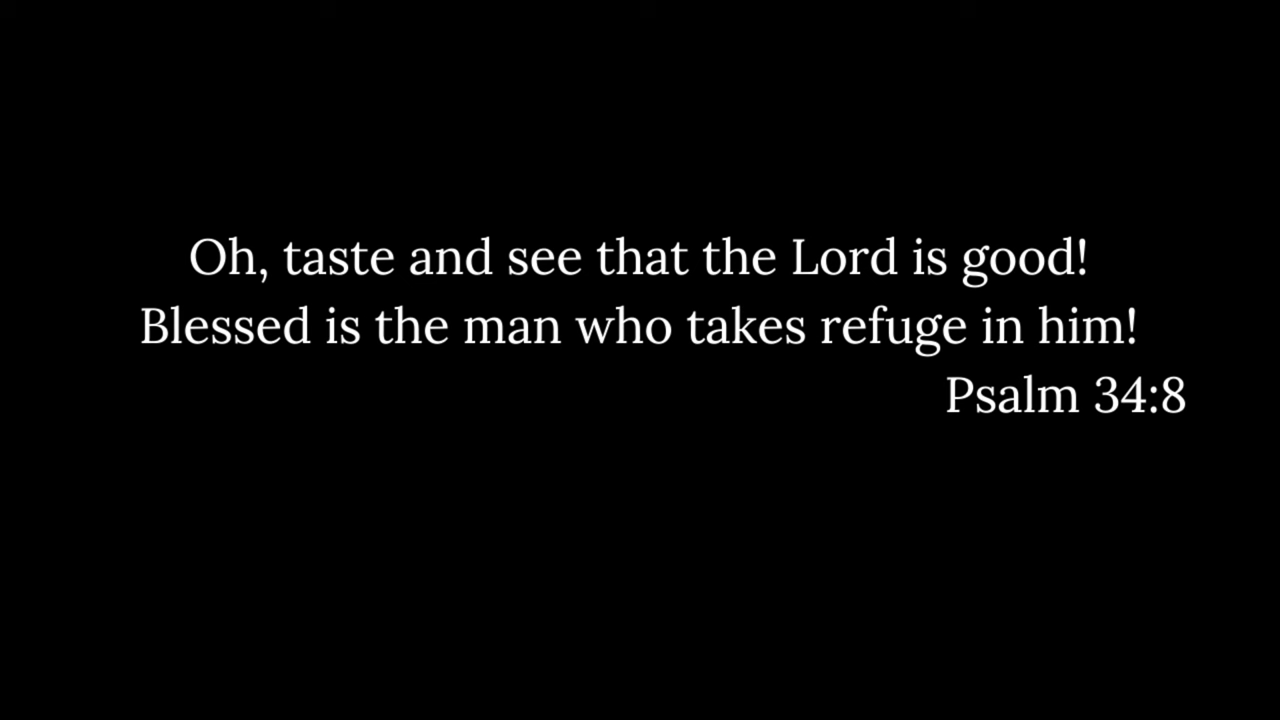 Oh, taste and see that the Lord is good!
Blessed is the man who takes refuge in him!
Psalm 34:8